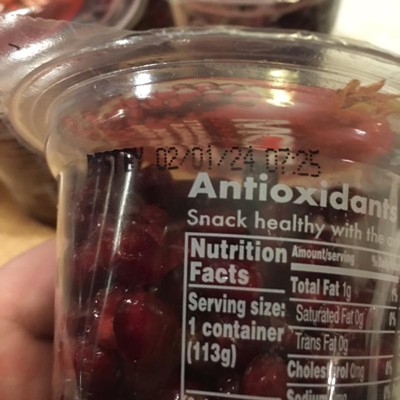 02/01/24 07:25
Antioxidants
Snack healthy with the
Nutrition
Facts
Serving size:
1 container
(113g)
Amount/serving
Total Fat 1g
Saturated Fat 0g
Trans Fat 0g
Cholesterol 0mg